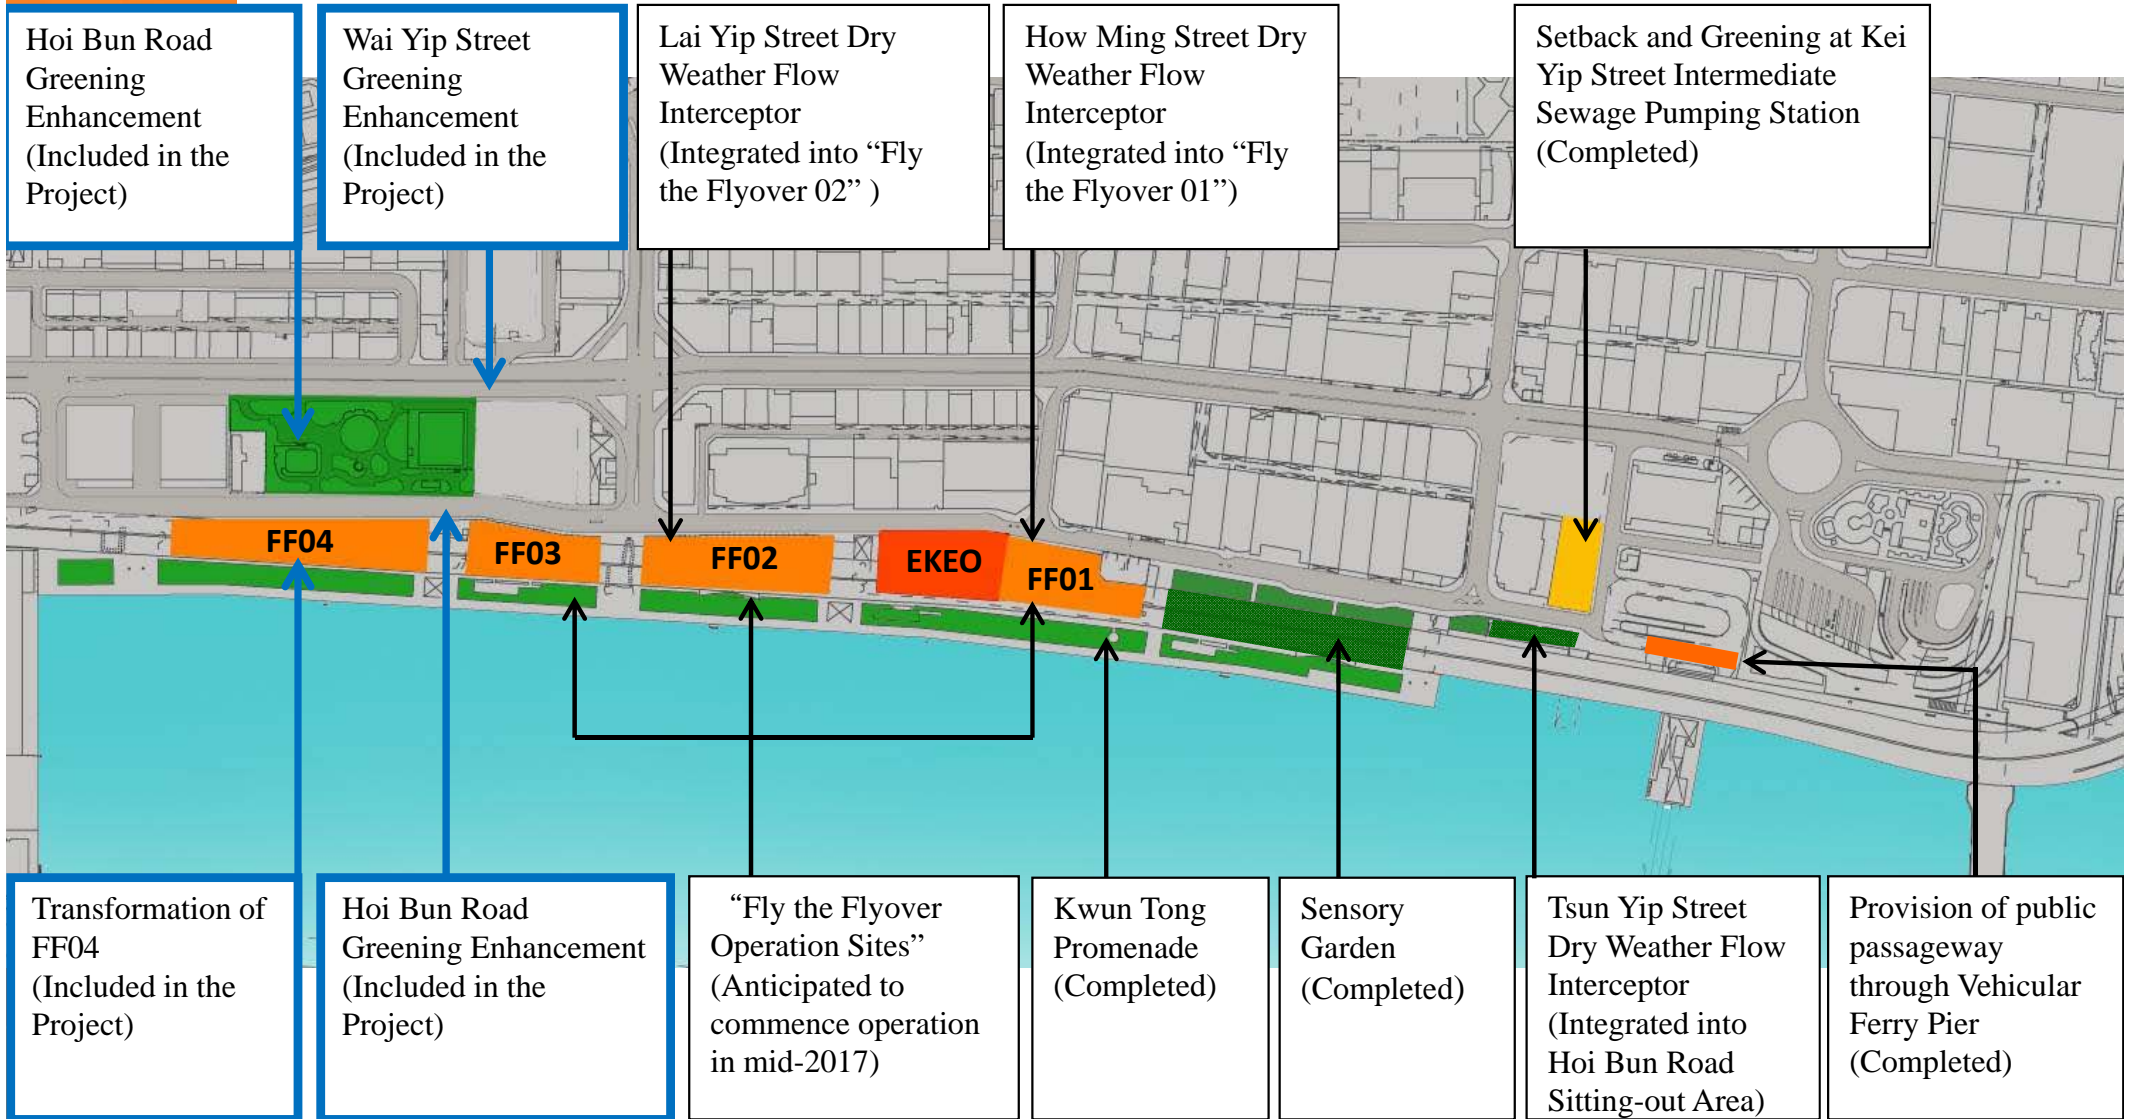 Hoi Bun Road
Greening
Enhancement
(Included in the
Project)
Wai Yip Street
Greening
Enhancement
(Included in the
Project)
Lai Yip Street Dry
Weather Flow
Interceptor
(Integrated into “Fly
the Flyover 02” )
How Ming Street Dry
Weather Flow
Interceptor
(Integrated into “Fly
the Flyover 01”)
Setback and Greening at Kei
Yip Street Intermediate
Sewage Pumping Station
(Completed)
FF04
FF03
FF02
EKEO
FF01
Transformation of
FF04
(Included in the
Project)
Hoi Bun Road
Greening Enhancement
(Included in the
Project)
“Fly the Flyover
Operation Sites”
(Anticipated to
commence operation
in mid-2017)
Kwun Tong
Promenade
(Completed)
Sensory
Garden
(Completed)
Tsun Yip Street
Dry Weather Flow
Interceptor
(Integrated into
Hoi Bun Road
Sitting-out Area)
Provision of public
passageway
through Vehicular
Ferry Pier
(Completed)